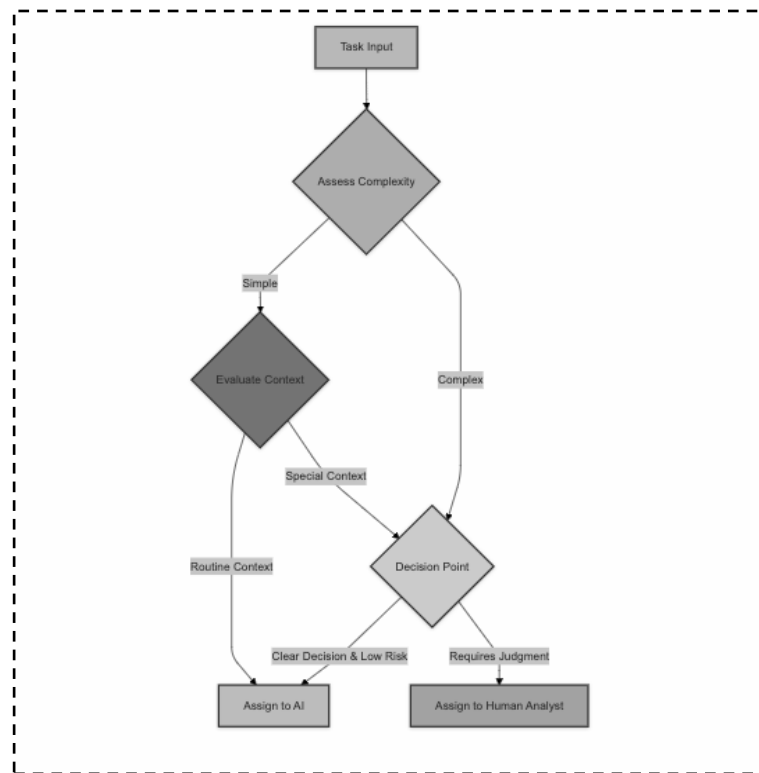 Task Input
Assess Complexity
Simple
Evaluate Context
Complex
Special Context
Decision Point
Routine Context
Clear Decision & Low Risk
Requires Judgment
Assign to AI
Assign to Human Analyst